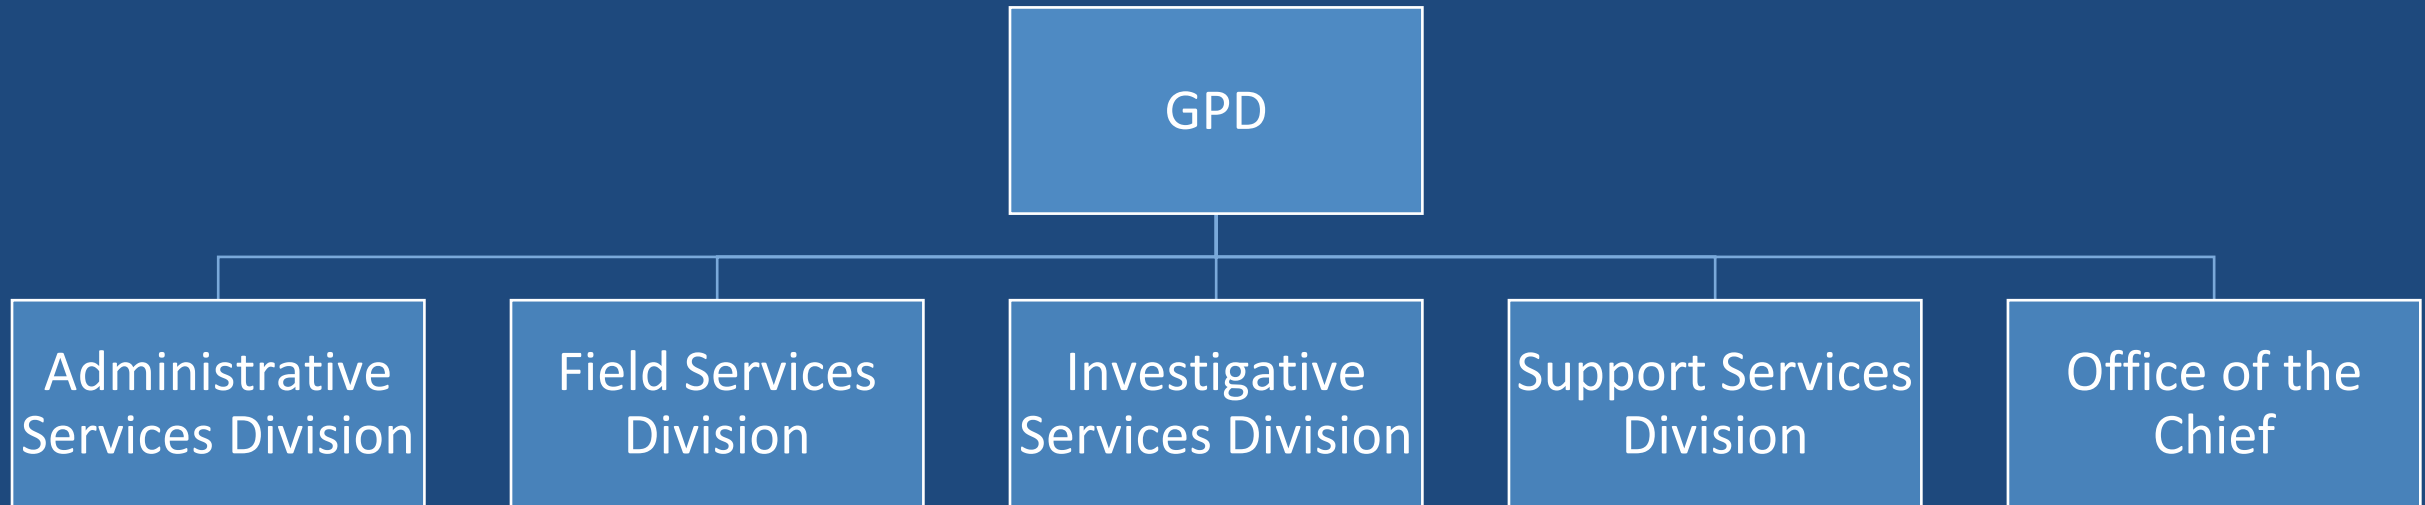 GPD
Administrative
Services Division
Field Services
Division
Investigative
Services Division
Support Services
Division
Office of the
Chief